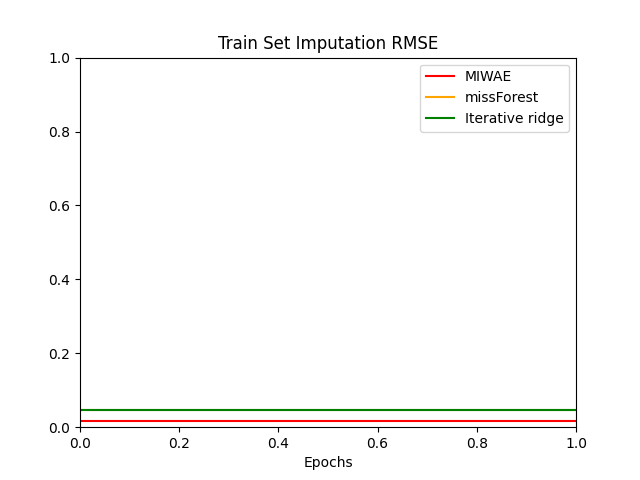 Train Set Imputation RMSE
1.0
0.8
0.6
0.4
0.2
0.0
MIWAE
missForest
Iterative ridge
0.0 0.2 0.4 0.6 0.8 1.0
Epochs